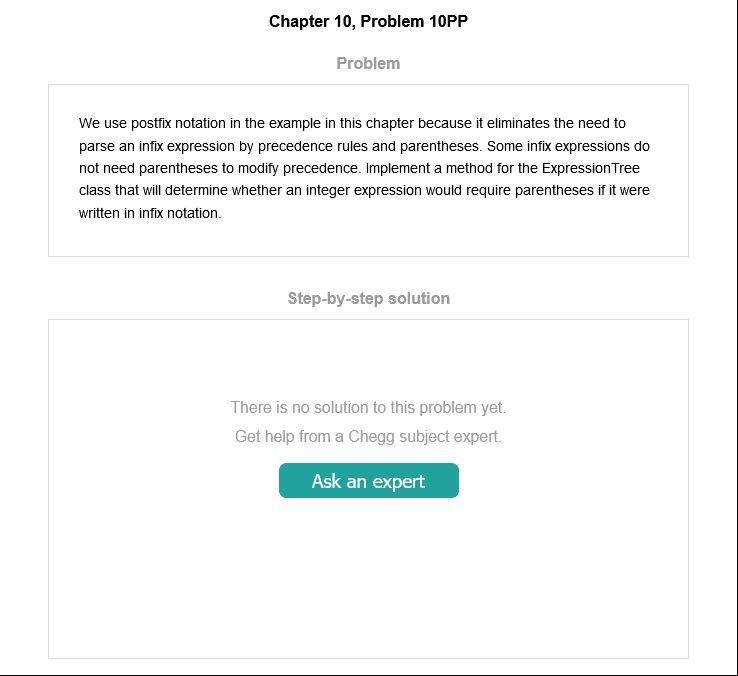 Chapter 10, Problem 10PP
Problem
We use postfix notation in the example in this chapter because it eliminates the need to
parse an infix expression by precedence rules and parentheses. Some infix expressions do
not need parentheses to modify precedence. Implement a method for the ExpressionTree
class that will determine whether an integer expression would require parentheses if it were
written in infix notation.
Step-by-step solution
There is no solution to this problem yet.
Get help from a Chegg subject expert.
Ask an expert